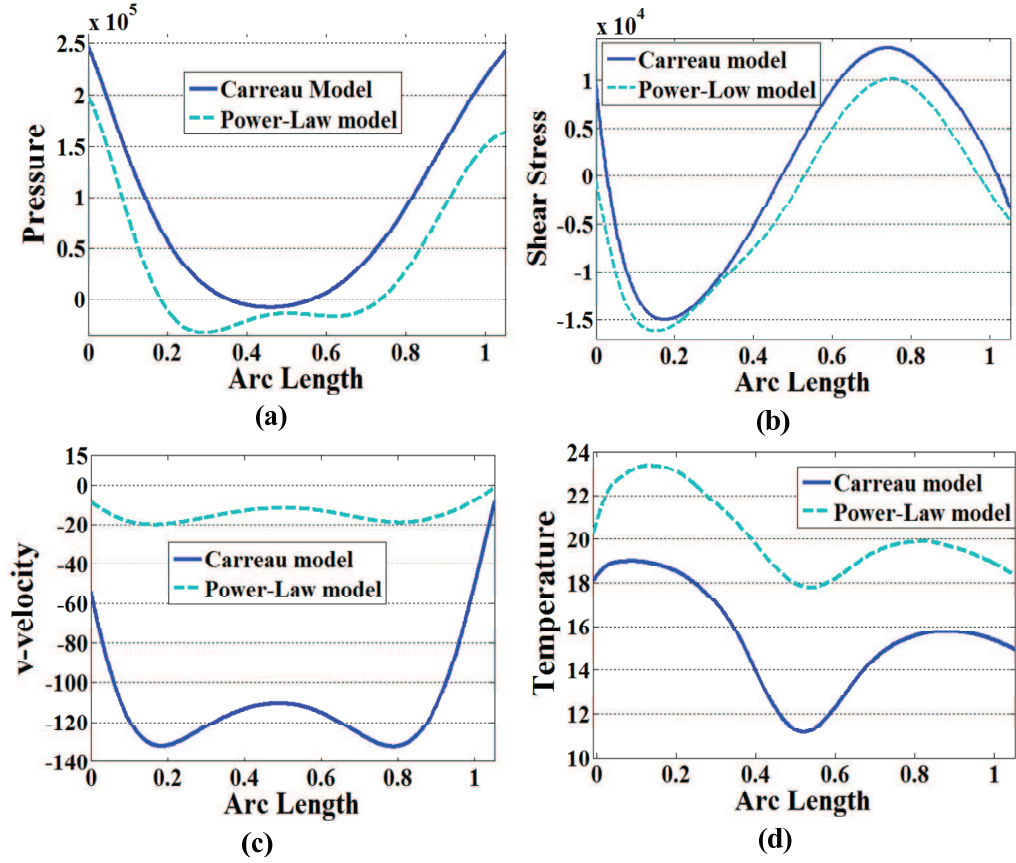 x 10⁵
2.5
2
1.5
1
0.5
0
Pressure
Carreau Model
Power-Law model
0 0.2 0.4 0.6 0.8 1
Arc Length
(a)
x 10⁴
1
0.5
0
-0.5
-1
-1.5
Shear Stress
Carreau model
Power-Low model
0 0.2 0.4 0.6 0.8 1
Arc Length
(b)
15
0
-20
-40
-60
-80
-100
-120
-140
v-velocity
Carreau model
Power-Law model
0 0.2 0.4 0.6 0.8 1
Arc Length
(c)
24
22
20
18
16
14
12
10
Temperature
Carreau model
Power-Law model
0 0.2 0.4 0.6 0.8 1
Arc Length
(d)